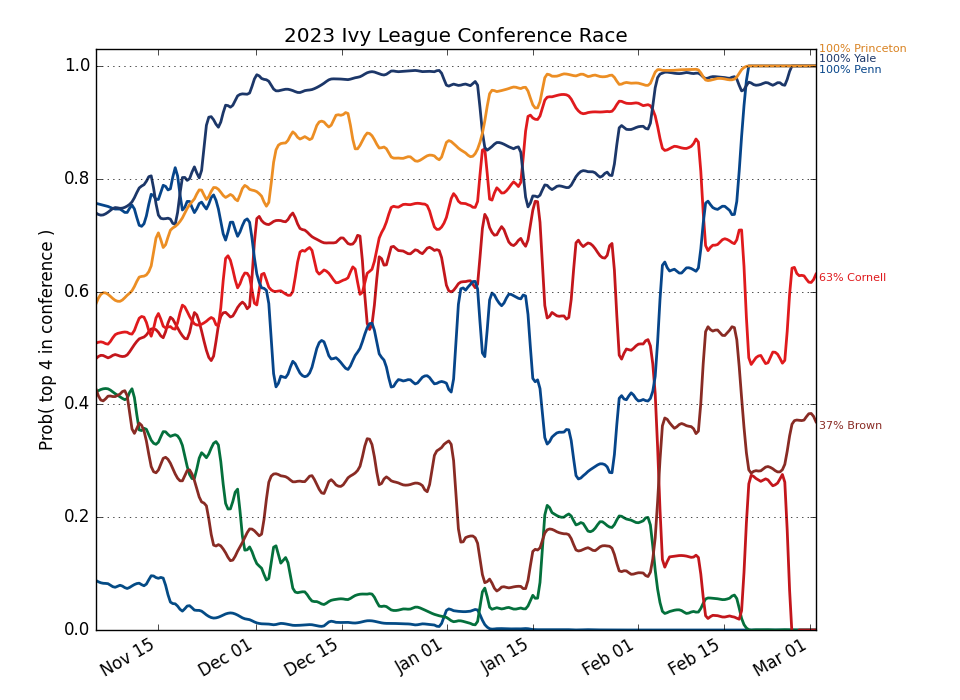 2023 Ivy League Conference Race
100% Princeton
100% Yale
100% Penn
63% Cornell
37% Brown
Prob( top 4 in conference )
1.0
0.8
0.6
0.4
0.2
0.0
Nov 15
Dec 01
Dec 15
Jan 01
Jan 15
Feb 01
Feb 15
Mar 01